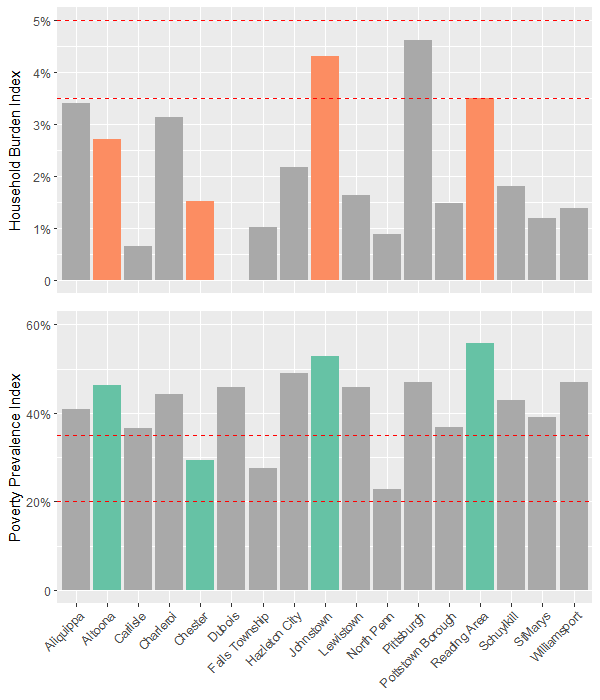 Household Burden Index
5%
4%
3%
2%
1%
0
Poverty Prevalence Index
60%
40%
20%
0
Aliquippa
Altoona
Carlisle
Charleroi
Chester
Dubois
Falls Township
Hazleton City
Johnstown
Lewistown
North Penn
Pittsburgh
Pottstown Borough
Reading Area
Schuylkill
StMarys
Williamsport